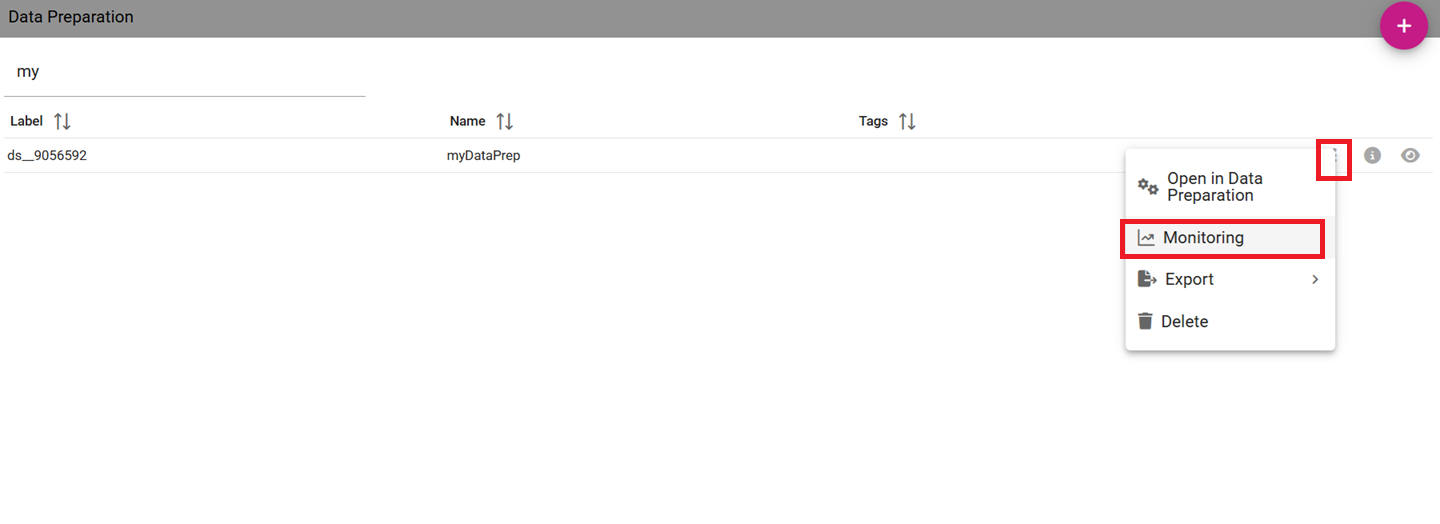 Data Preparation
+
my
Label Name Tags
ds__9056592 myDataPrep
Open in Data
Preparation
Monitoring
Export
Delete